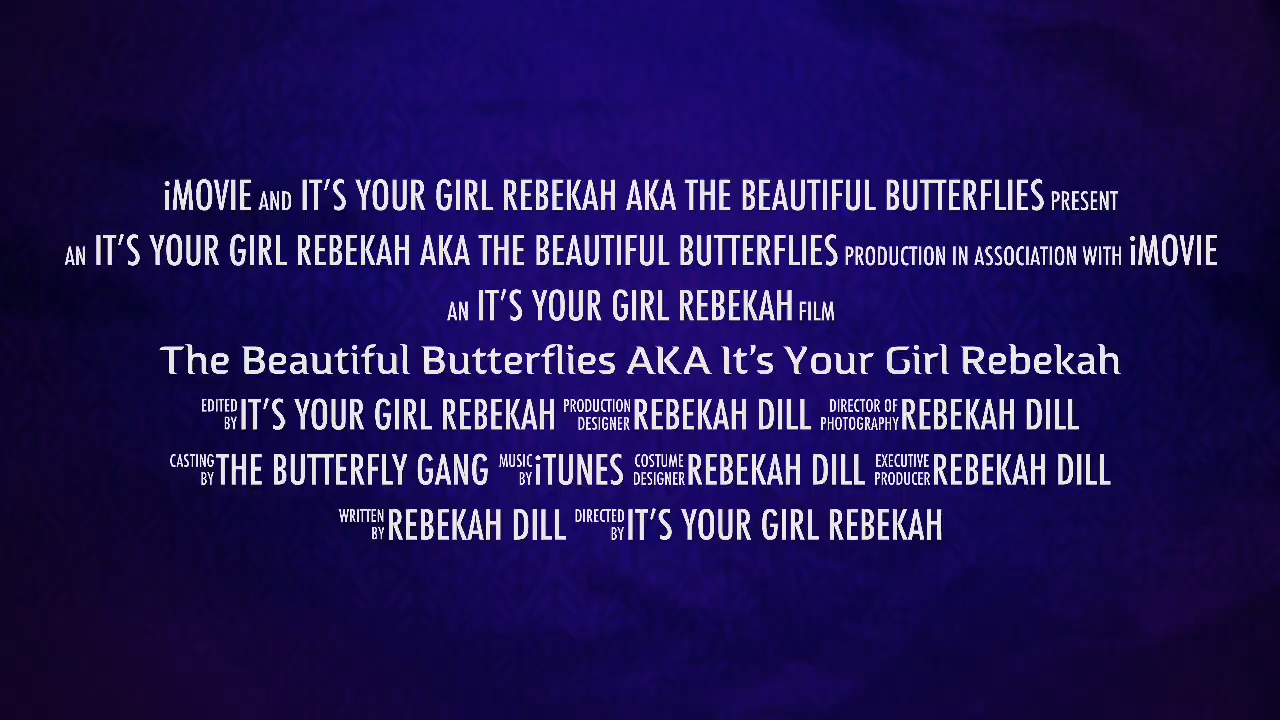 iMOVIE AND IT'S YOUR GIRL REBEKAH AKA THE BEAUTIFUL BUTTERFLIES PRESENT
AN IT'S YOUR GIRL REBEKAH AKA THE BEAUTIFUL BUTTERFLIES PRODUCTION IN ASSOCIATION WITH iMOVIE
AN IT'S YOUR GIRL REBEKAH FILM
The Beautiful Butterflies AKA It's Your Girl Rebekah
EDITED BY IT'S YOUR GIRL REBEKAH PRODUCTION DESIGNER REBEKAH DILL DIRECTOR OF PHOTOGRAPHY REBEKAH DILL
CASTING BY THE BUTTERFLY GANG MUSIC BY iTUNES COSTUME DESIGNER REBEKAH DILL EXECUTIVE PRODUCER REBEKAH DILL
WRITTEN BY REBEKAH DILL DIRECTED BY IT'S YOUR GIRL REBEKAH